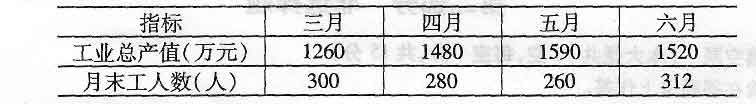 指标 三月 四月 五月 六月
工业总产值(万元) 1260 1480 1590 1520
月末工人数(人) 300 280 260 312